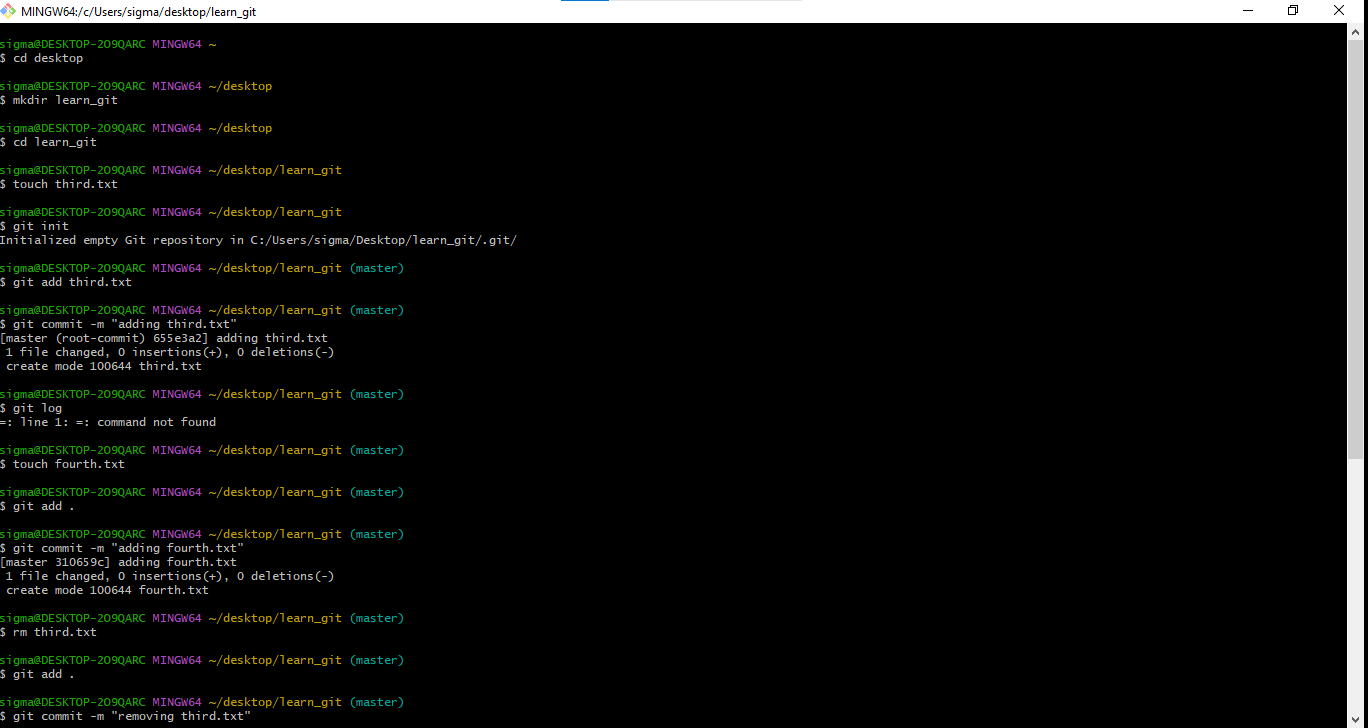 MINGW64:/c/Users/sigma/desktop/learn_git
sigma@DESKTOP-2O9QARC MINGW64 ~
$ cd desktop
sigma@DESKTOP-2O9QARC MINGW64 ~/desktop
$ mkdir learn_git
sigma@DESKTOP-2O9QARC MINGW64 ~/desktop
$ cd learn_git
sigma@DESKTOP-2O9QARC MINGW64 ~/desktop/learn_git
$ touch third.txt
sigma@DESKTOP-2O9QARC MINGW64 ~/desktop/learn_git
$ git init
Initialized empty Git repository in C:/Users/sigma/Desktop/learn_git/.git/
sigma@DESKTOP-2O9QARC MINGW64 ~/desktop/learn_git (master)
$ git add third.txt
sigma@DESKTOP-2O9QARC MINGW64 ~/desktop/learn_git (master)
$ git commit -m "adding third.txt"
[master (root-commit) 655e3a2] adding third.txt
 1 file changed, 0 insertions(+), 0 deletions(-)
 create mode 100644 third.txt
sigma@DESKTOP-2O9QARC MINGW64 ~/desktop/learn_git (master)
$ git log
=: line 1: =: command not found
sigma@DESKTOP-2O9QARC MINGW64 ~/desktop/learn_git (master)
$ touch fourth.txt
sigma@DESKTOP-2O9QARC MINGW64 ~/desktop/learn_git (master)
$ git add .
sigma@DESKTOP-2O9QARC MINGW64 ~/desktop/learn_git (master)
$ git commit -m "adding fourth.txt"
[master 310659c] adding fourth.txt
 1 file changed, 0 insertions(+), 0 deletions(-)
 create mode 100644 fourth.txt
sigma@DESKTOP-2O9QARC MINGW64 ~/desktop/learn_git (master)
$ rm third.txt
sigma@DESKTOP-2O9QARC MINGW64 ~/desktop/learn_git (master)
$ git add .
sigma@DESKTOP-2O9QARC MINGW64 ~/desktop/learn_git (master)
$ git commit -m "removing third.txt"